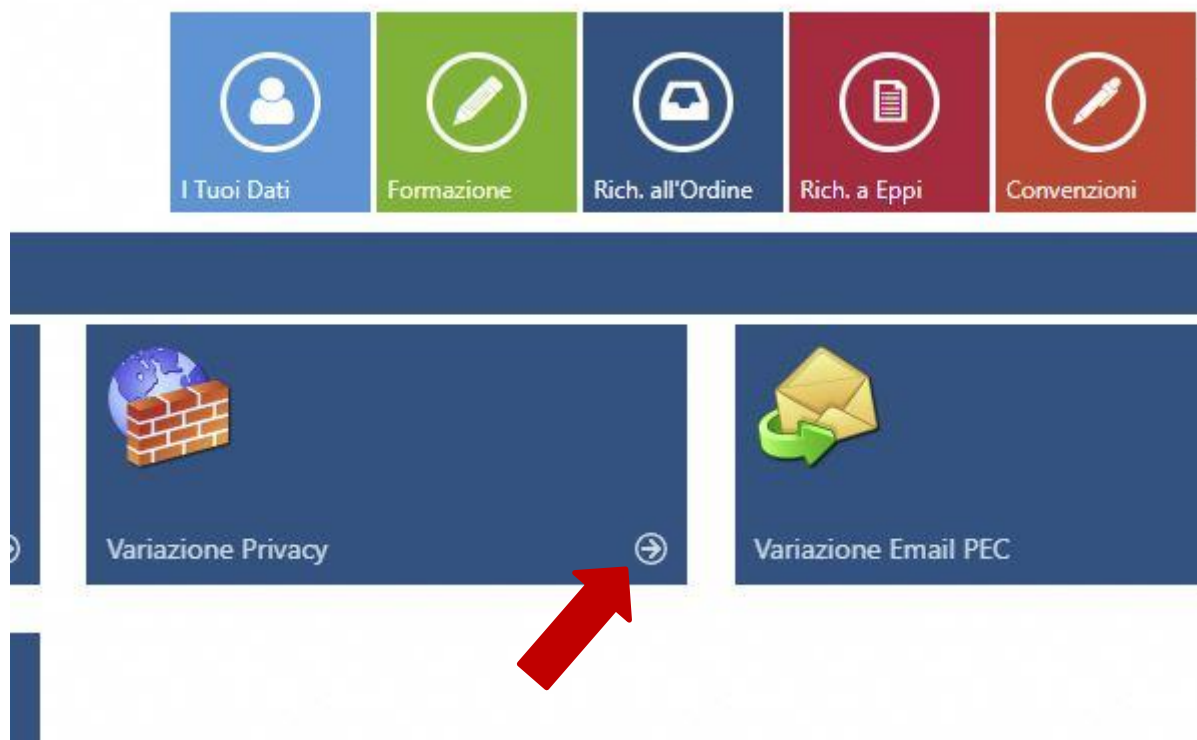 I Tuoi Dati
Formazione
Rich. all'Ordine
Rich. a Eppi
Convenzioni
Variazione Privacy
Variazione Email PEC